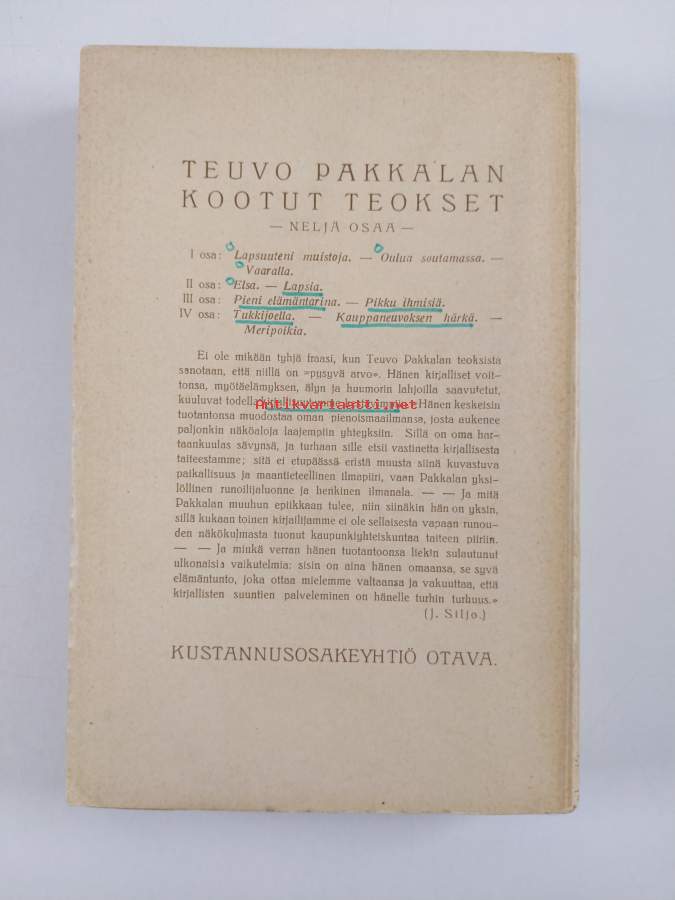 TEUVO PAKKALAN
KOOTUT TEOKSET
— NELJÄ OSAA —
I osa: Lapsuuteni muistoja. — Oulua soutamassa. —
Vaaralla.
II osa: Elsa. — Lapsia.
III osa: Pieni elämäntarina. — Pikku ihmisiä.
IV osa: Tukkijoella. — Kauppaneuvoksen härkä. —
Meripoikia.
Ei ole mikään tyhjä fraasi, kun Teuvo Pakkalan teoksista
sanotaan, että niillä on »pysyvä arvo». Hänen kirjalliset voit-
tonsa, myötäelämyksen, älyn ja huumorin lahjoilla saavutetut,
kuuluvat todella
Antikvariaatti.net
Hänen keskeisin
tuotantonsa muodostaa oman pienoismaailmansa, josta aukenee
paljonkin näköaloja laajempiin yhteyksiin. Sillä on oma har-
taankuulas sävynsä, ja turhaan sille etsii vastinetta kirjallisesta
taiteestamme; sitä ei etupäässä eristä muusta siinä kuvastuva
paikallisuus ja maantieteellinen ilmapiiri, vaan Pakkalan yksi-
löllinen runoilijaluonne ja henkinen ilmanala. — — Ja mitä
Pakkalan muuhun epiikkaan tulee, niin siinäkin hän on yksin,
sillä kukaan toinen kirjailijamme ei ole sellaisesta vapaan runou-
den näkökulmasta tuonut kaupunkiyhteiskuntaa taiteen piiriin.
— — Ja minkä verran hänen tuotantoonsa liekin sulautunut
ulkonaisia vaikutelmia: sisin on aina hänen omaansa, se syvä
elämäntunto, joka ottaa mielemme valtaansa ja vakuuttaa, että
kirjallisten suuntien palveleminen on hänelle turhin turhuus.»
(J. Siljo.)
KUSTANNUSOSAKEYHTIÖ OTAVA.